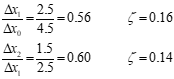 Δx₁/Δx₀ = 2.5/4.5 = 0.56 ζ = 0.16
Δx₂/Δx₁ = 1.5/2.5 = 0.60 ζ = 0.14